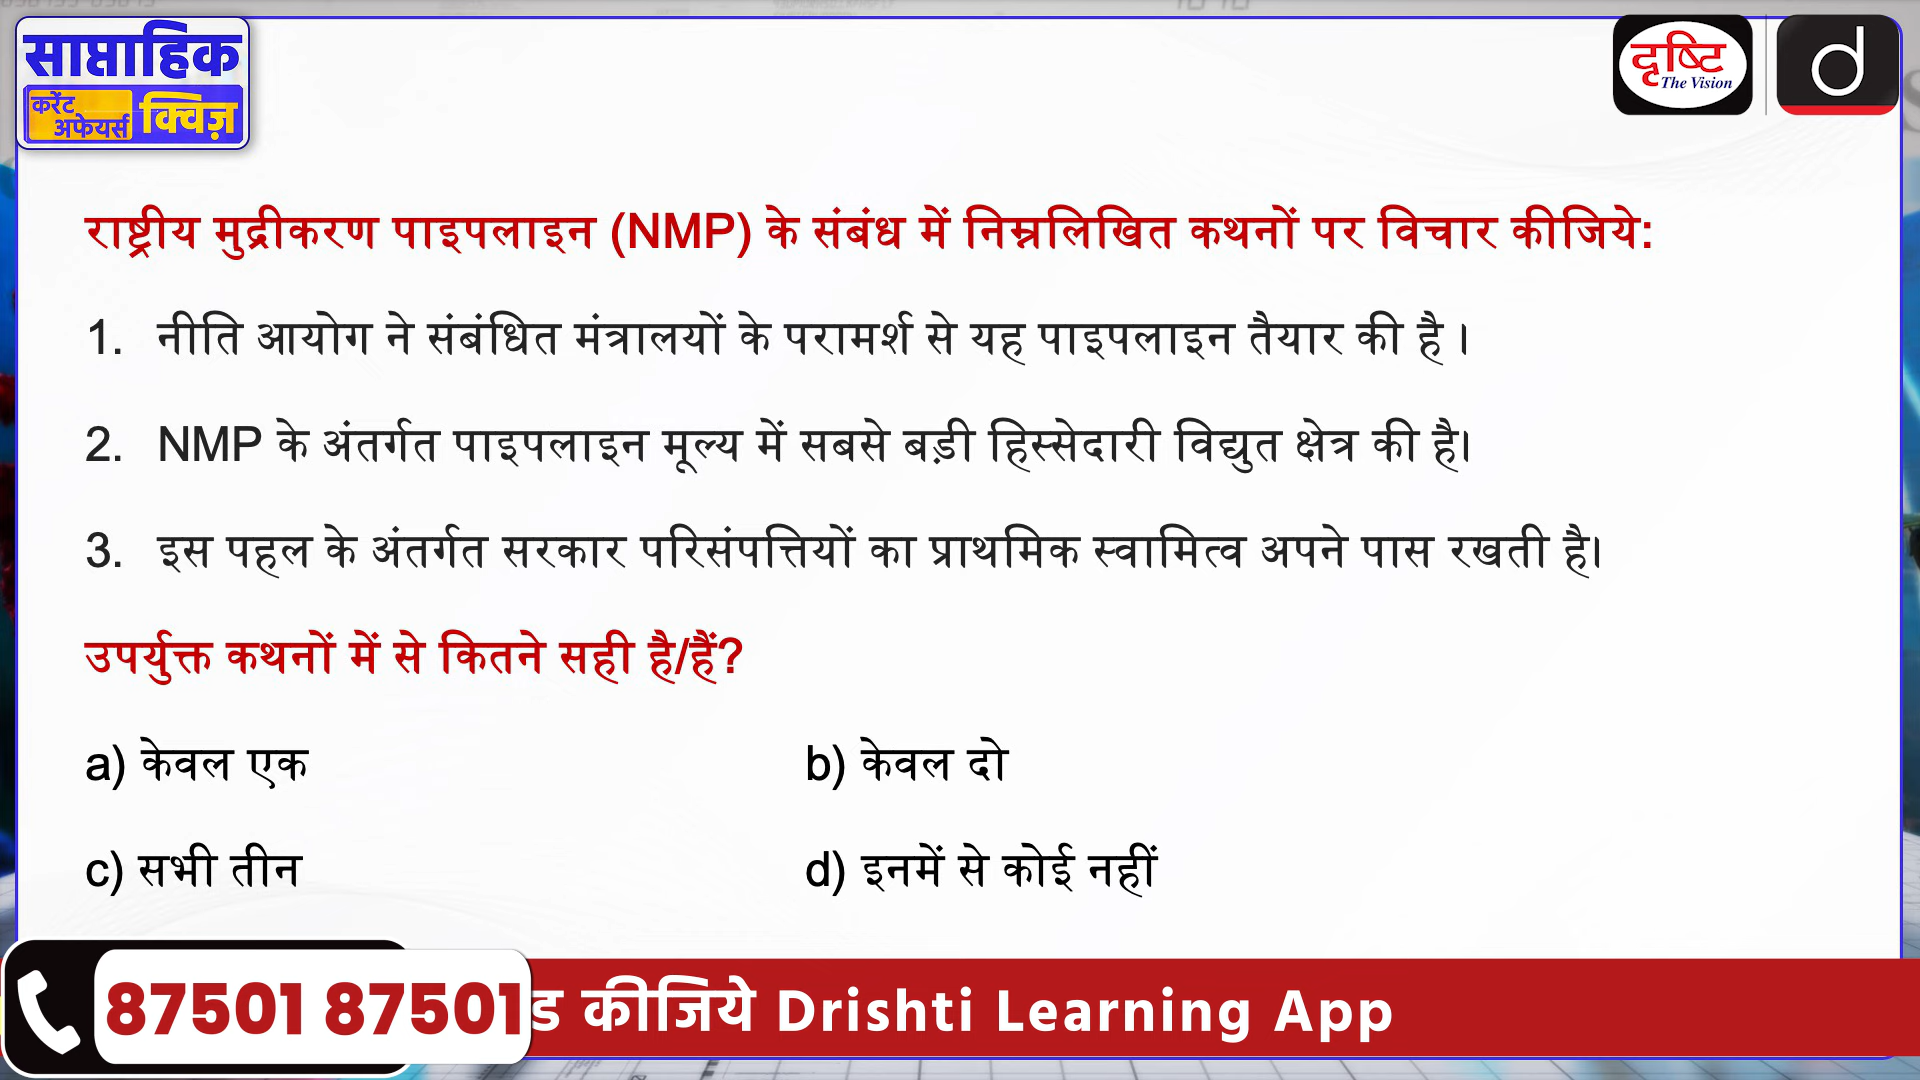 साप्ताहिक
करेंट
अफेयर्स क्विज़
दृष्टि
The Vision
d
राष्ट्रीय मुद्रीकरण पाइपलाइन (NMP) के संबंध में निम्नलिखित कथनों पर विचार कीजिये:
1. नीति आयोग ने संबंधित मंत्रालयों के परामर्श से यह पाइपलाइन तैयार की है ।
2. NMP के अंतर्गत पाइपलाइन मूल्य में सबसे बड़ी हिस्सेदारी विद्युत क्षेत्र की है।
3. इस पहल के अंतर्गत सरकार परिसंपत्तियों का प्राथमिक स्वामित्व अपने पास रखती है।
उपर्युक्त कथनों में से कितने सही है/हैं?
a) केवल एक
b) केवल दो
c) सभी तीन
d) इनमें से कोई नहीं
87501 87501
ड कीजिये Drishti Learning App